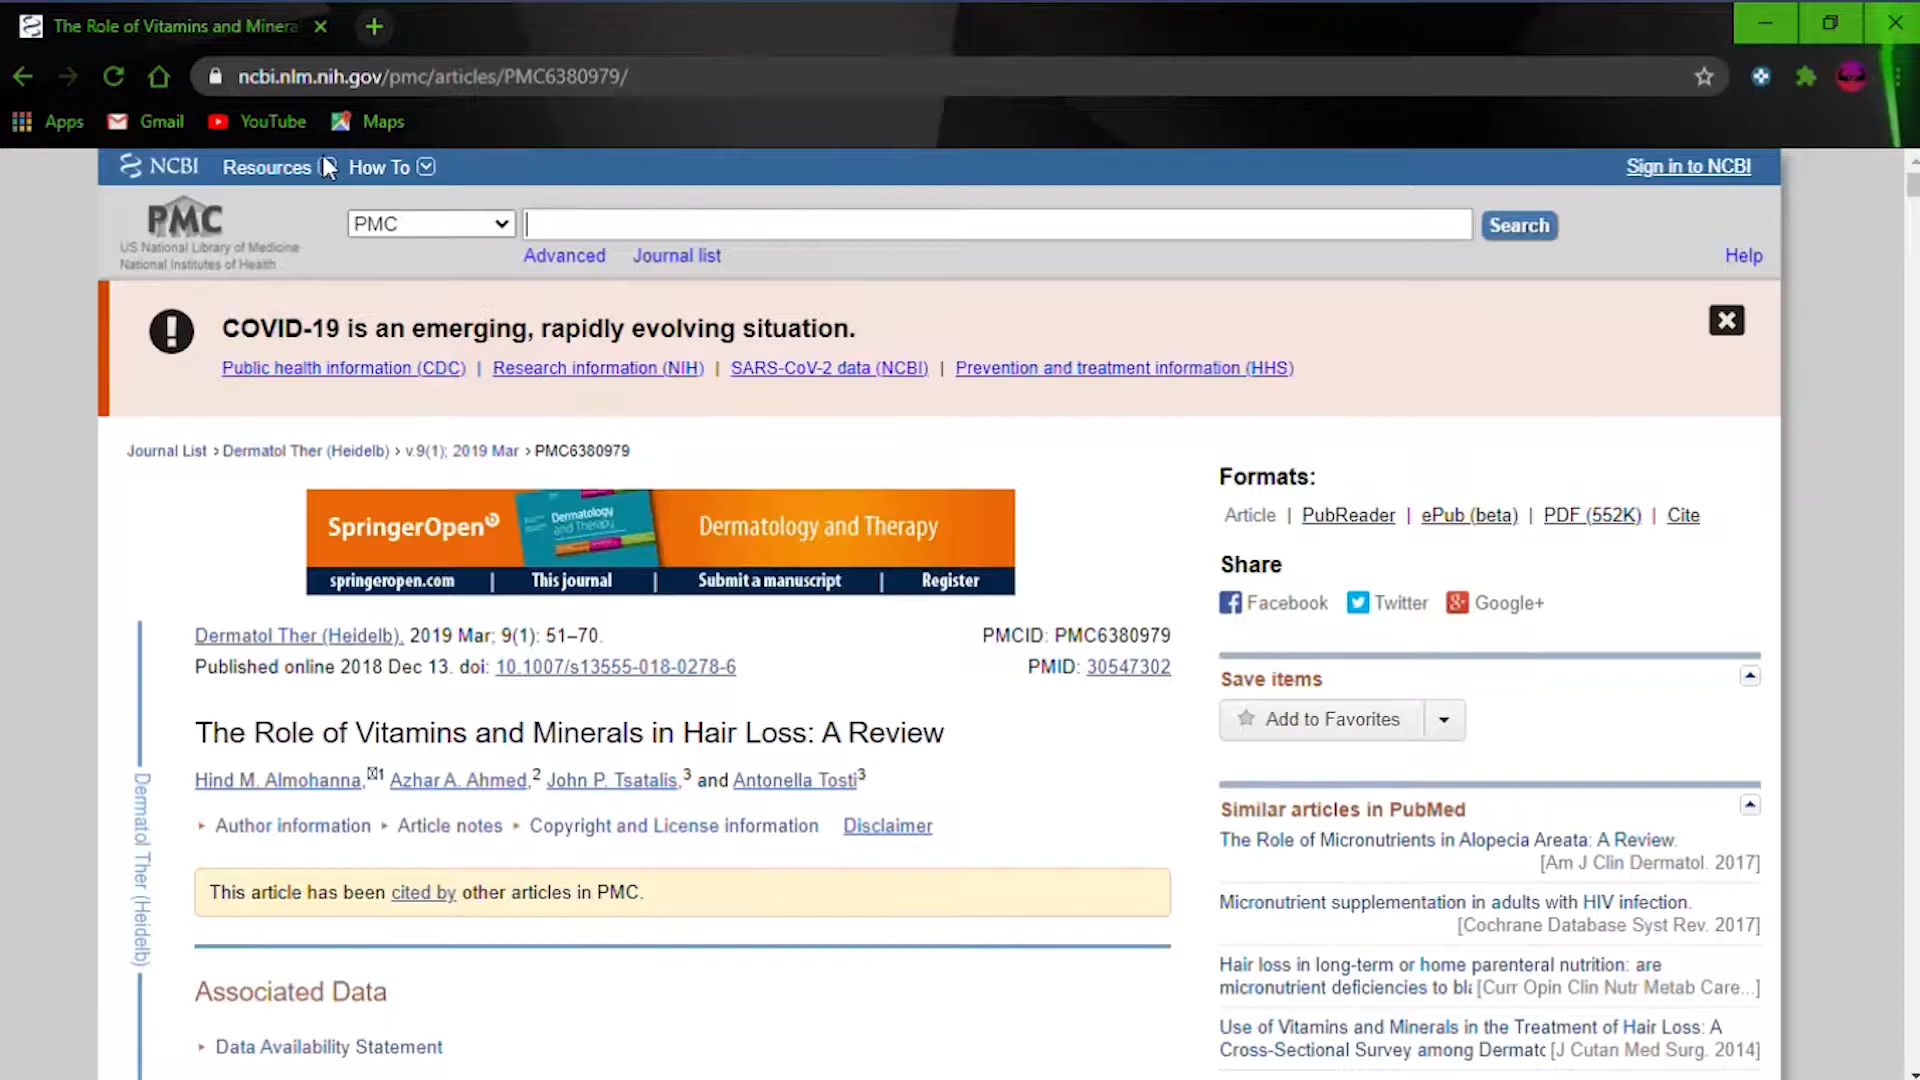 The Role of Vitamins and Minera
ncbi.nlm.nih.gov/pmc/articles/PMC6380979/
Apps Gmail YouTube Maps
NCBI Resources How To Sign in to NCBI
PMC
US National Library of Medicine
National Institutes of Health
PMC Search
Advanced Journal list Help
COVID-19 is an emerging, rapidly evolving situation.
Public health information (CDC) | Research information (NIH) | SARS-CoV-2 data (NCBI) | Prevention and treatment information (HHS)
Journal List > Dermatol Ther (Heidelb) > v.9(1); 2019 Mar > PMC6380979
SpringerOpen Dermatology and Therapy Dermatology and Therapy
springeropen.com | This journal | Submit a manuscript | Register
Dermatol Ther (Heidelb). 2019 Mar; 9(1): 51–70. PMCID: PMC6380979
Published online 2018 Dec 13. doi: 10.1007/s13555-018-0278-6 PMID: 30547302
The Role of Vitamins and Minerals in Hair Loss: A Review
Hind M. Almohanna,1 Azhar A. Ahmed,2 John P. Tsatalis,3 and Antonella Tosti3
Author information Article notes Copyright and License information Disclaimer
This article has been cited by other articles in PMC.
Associated Data
Data Availability Statement
Dermatol Ther (Heidelb)
Formats:
Article | PubReader | ePub (beta) | PDF (552K) | Cite
Share
Facebook Twitter Google+
Save items
Add to Favorites
Similar articles in PubMed
The Role of Micronutrients in Alopecia Areata: A Review.
[Am J Clin Dermatol. 2017]
Micronutrient supplementation in adults with HIV infection.
[Cochrane Database Syst Rev. 2017]
Hair loss in long-term or home parenteral nutrition: are
micronutrient deficiencies to bl [Curr Opin Clin Nutr Metab Care...]
Use of Vitamins and Minerals in the Treatment of Hair Loss: A
Cross-Sectional Survey among Dermatc [J Cutan Med Surg. 2014]